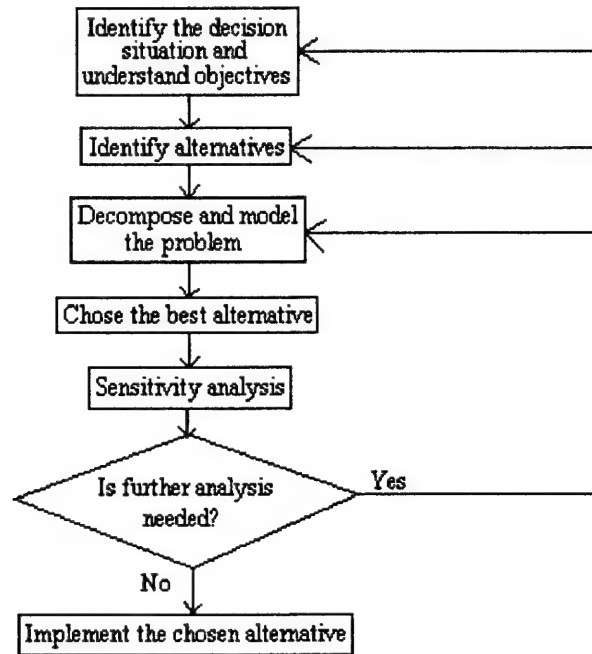 Identify the decision
situation and
understand objectives
Identify alternatives
Decompose and model
the problem
Chose the best alternative
Sensitivity analysis
Is further analysis
needed?
Yes
No
Implement the chosen alternative